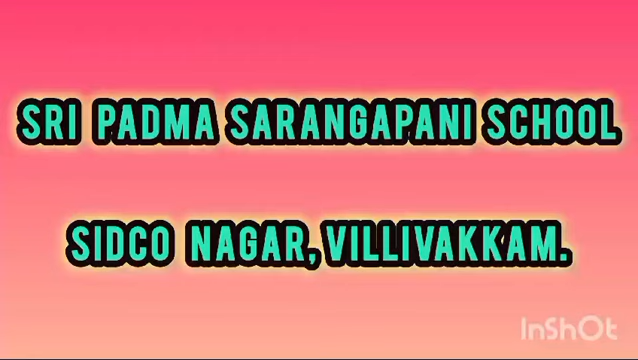 SRI PADMA SARANGAPANI SCHOOL
SIDCO NAGAR, VILLIVAKKAM.
INSHOT